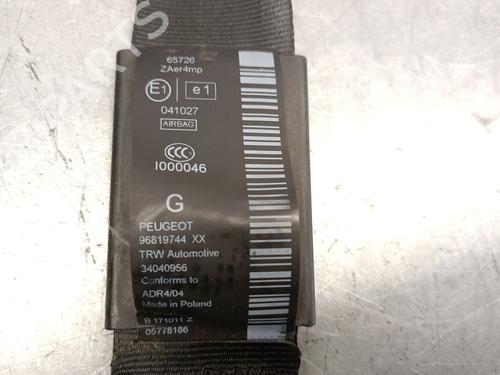 65726
ZAer4mp
E1 e1
041027
AIRBAG
CCC
I000046
G
PEUGEOT
96819744 XX
TRW Automotive
34040956
Conforms to
ADR4/04
Made in Poland
B 171011 Z
05778186